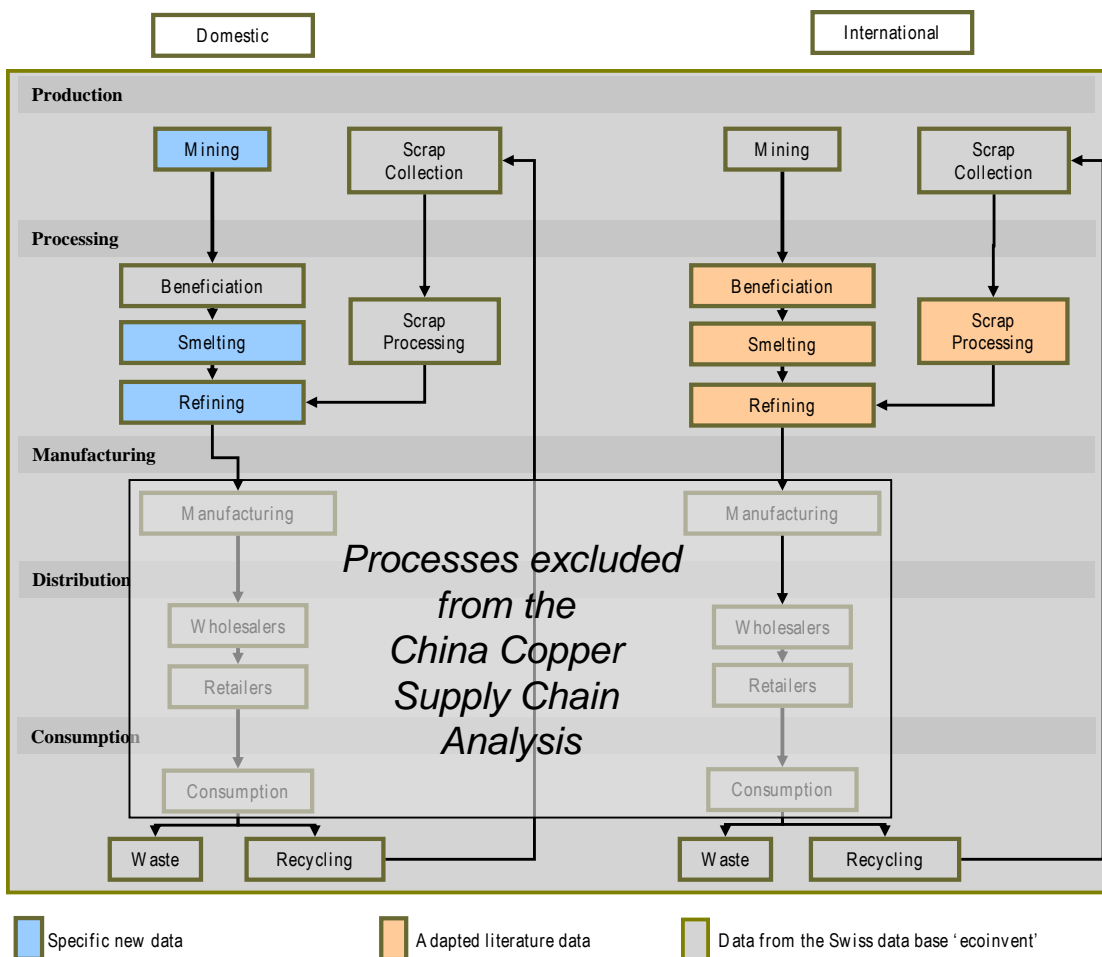 Domestic
International
Production
Mining
Scrap
Collection
Mining
Scrap
Collection
Processing
Beneficiation
Smelting
Refining
Scrap
Processing
Beneficiation
Smelting
Refining
Scrap
Processing
Manufacturing
Manufacturing
Manufacturing
Processes excluded
from the
China Copper
Supply Chain
Analysis
Distribution
Wholesalers
Retailers
Wholesalers
Retailers
Consumption
Consumption
Consumption
Waste
Recycling
Waste
Recycling
Specific new data
Adapted literature data
Data from the Swiss data base ‘ecoinvent’